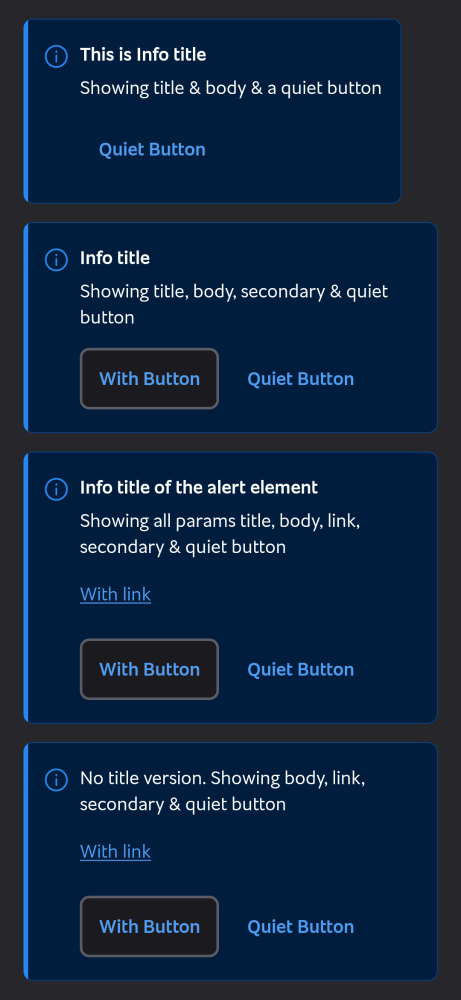 This is Info title
Showing title & body & a quiet button
Quiet Button
Info title
Showing title, body, secondary & quiet
button
With Button
Quiet Button
Info title of the alert element
Showing all params title, body, link,
secondary & quiet button
With link
With Button
Quiet Button
No title version. Showing body, link,
secondary & quiet button
With link
With Button
Quiet Button